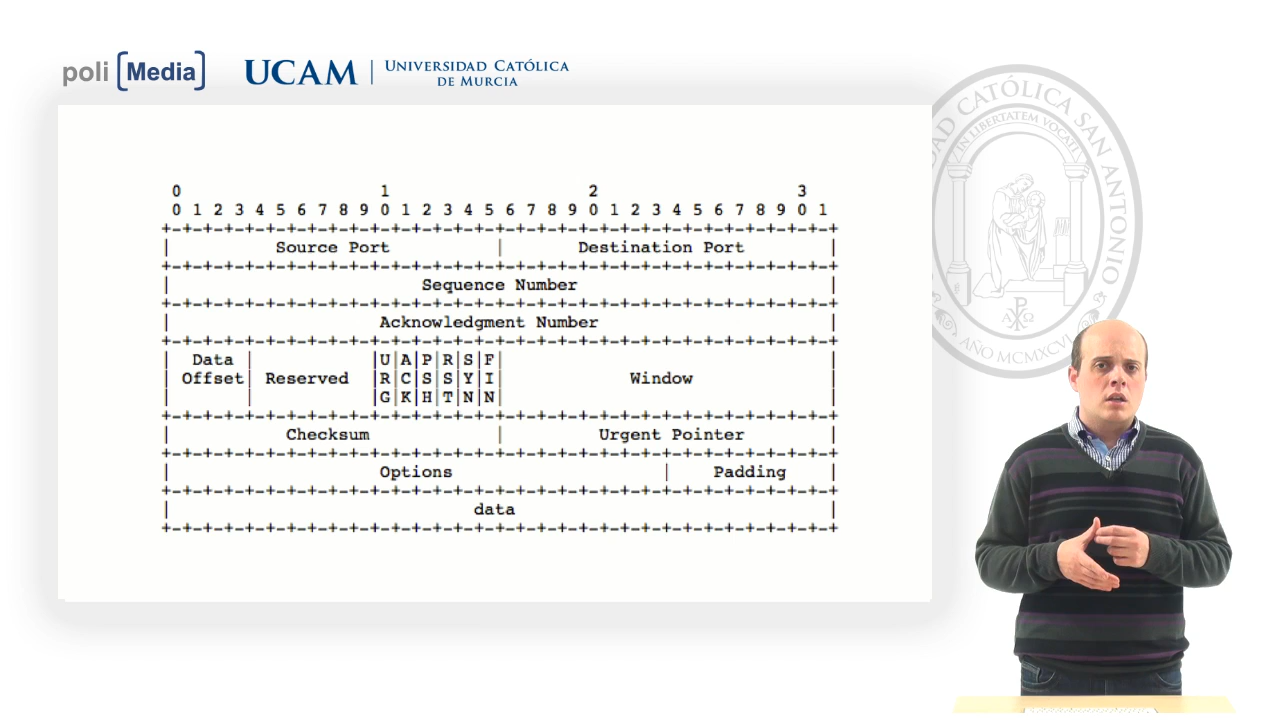 poli [Media]
UCAM | UNIVERSIDAD CATÓLICA
DE MURCIA
UNIVERSIDAD CATÓLICA SAN ANTONIO
IN LIBERTATEM VOCATI
AÑO MCMXCVI
0                   1                   2                   3
0 1 2 3 4 5 6 7 8 9 0 1 2 3 4 5 6 7 8 9 0 1 2 3 4 5 6 7 8 9 0 1
+-+-+-+-+-+-+-+-+-+-+-+-+-+-+-+-+-+-+-+-+-+-+-+-+-+-+-+-+-+-+-+-+
|          Source Port          |       Destination Port        |
+-+-+-+-+-+-+-+-+-+-+-+-+-+-+-+-+-+-+-+-+-+-+-+-+-+-+-+-+-+-+-+-+
|                        Sequence Number                        |
+-+-+-+-+-+-+-+-+-+-+-+-+-+-+-+-+-+-+-+-+-+-+-+-+-+-+-+-+-+-+-+-+
|                    Acknowledgment Number                      |
+-+-+-+-+-+-+-+-+-+-+-+-+-+-+-+-+-+-+-+-+-+-+-+-+-+-+-+-+-+-+-+-+
|  Data |           |U|A|P|R|S|F|                               |
| Offset| Reserved  |R|C|S|S|Y|I|            Window             |
|       |           |G|K|H|T|N|N|                               |
+-+-+-+-+-+-+-+-+-+-+-+-+-+-+-+-+-+-+-+-+-+-+-+-+-+-+-+-+-+-+-+-+
|           Checksum            |         Urgent Pointer        |
+-+-+-+-+-+-+-+-+-+-+-+-+-+-+-+-+-+-+-+-+-+-+-+-+-+-+-+-+-+-+-+-+
|                    Options                    |    Padding    |
+-+-+-+-+-+-+-+-+-+-+-+-+-+-+-+-+-+-+-+-+-+-+-+-+-+-+-+-+-+-+-+-+
|                             data                              |
+-+-+-+-+-+-+-+-+-+-+-+-+-+-+-+-+-+-+-+-+-+-+-+-+-+-+-+-+-+-+-+-+